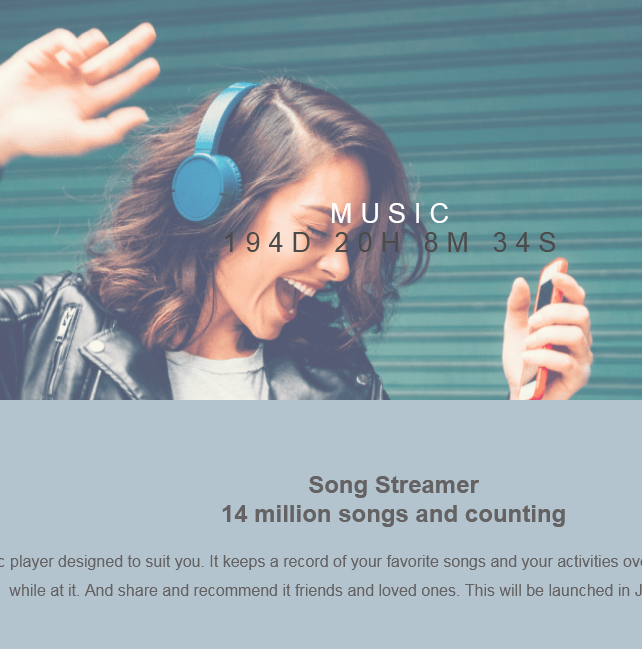 MUSIC
194D 20H 8M 34S
Song Streamer
14 million songs and counting
c player designed to suit you. It keeps a record of your favorite songs and your activities ov
while at it. And share and recommend it friends and loved ones. This will be launched in J